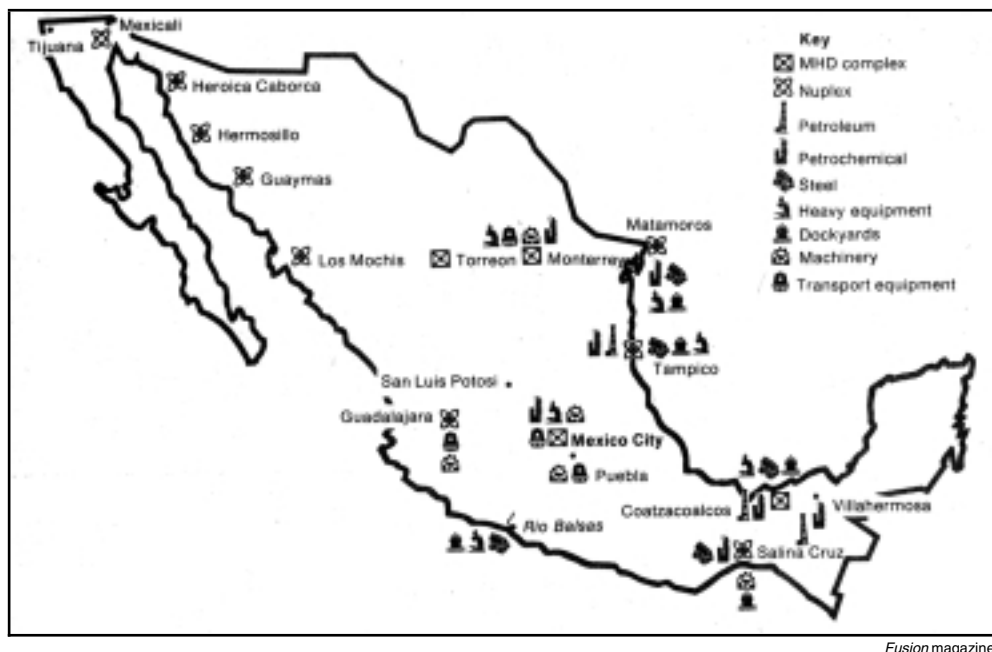 Mexicali
Tijuana
Heroica Caborca
Hermosillo
Guaymas
Los Mochis
Torreon
Monterrey
Matamoros
Tampico
San Luis Potosi
Guadalajara
Mexico City
Puebla
Rio Balsas
Coatzacoalcos
Villahermosa
Salina Cruz
Key
MHD complex
Nuplex
Petroleum
Petrochemical
Steel
Heavy equipment
Dockyards
Machinery
Transport equipment
Fusion magazine